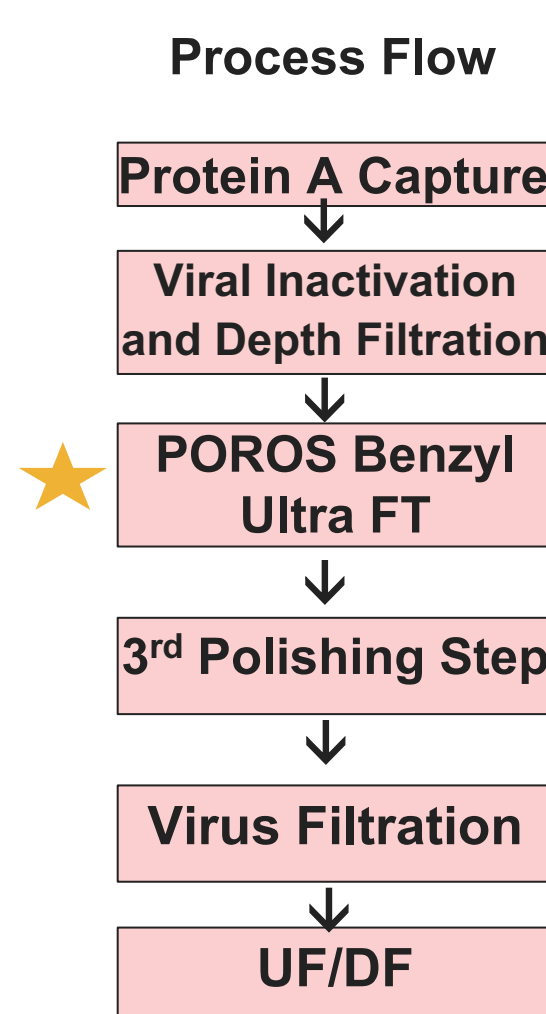 Process Flow
Protein A Capture
Viral Inactivation
and Depth Filtration
POROS Benzyl
Ultra FT
3rd Polishing Step
Virus Filtration
UF/DF